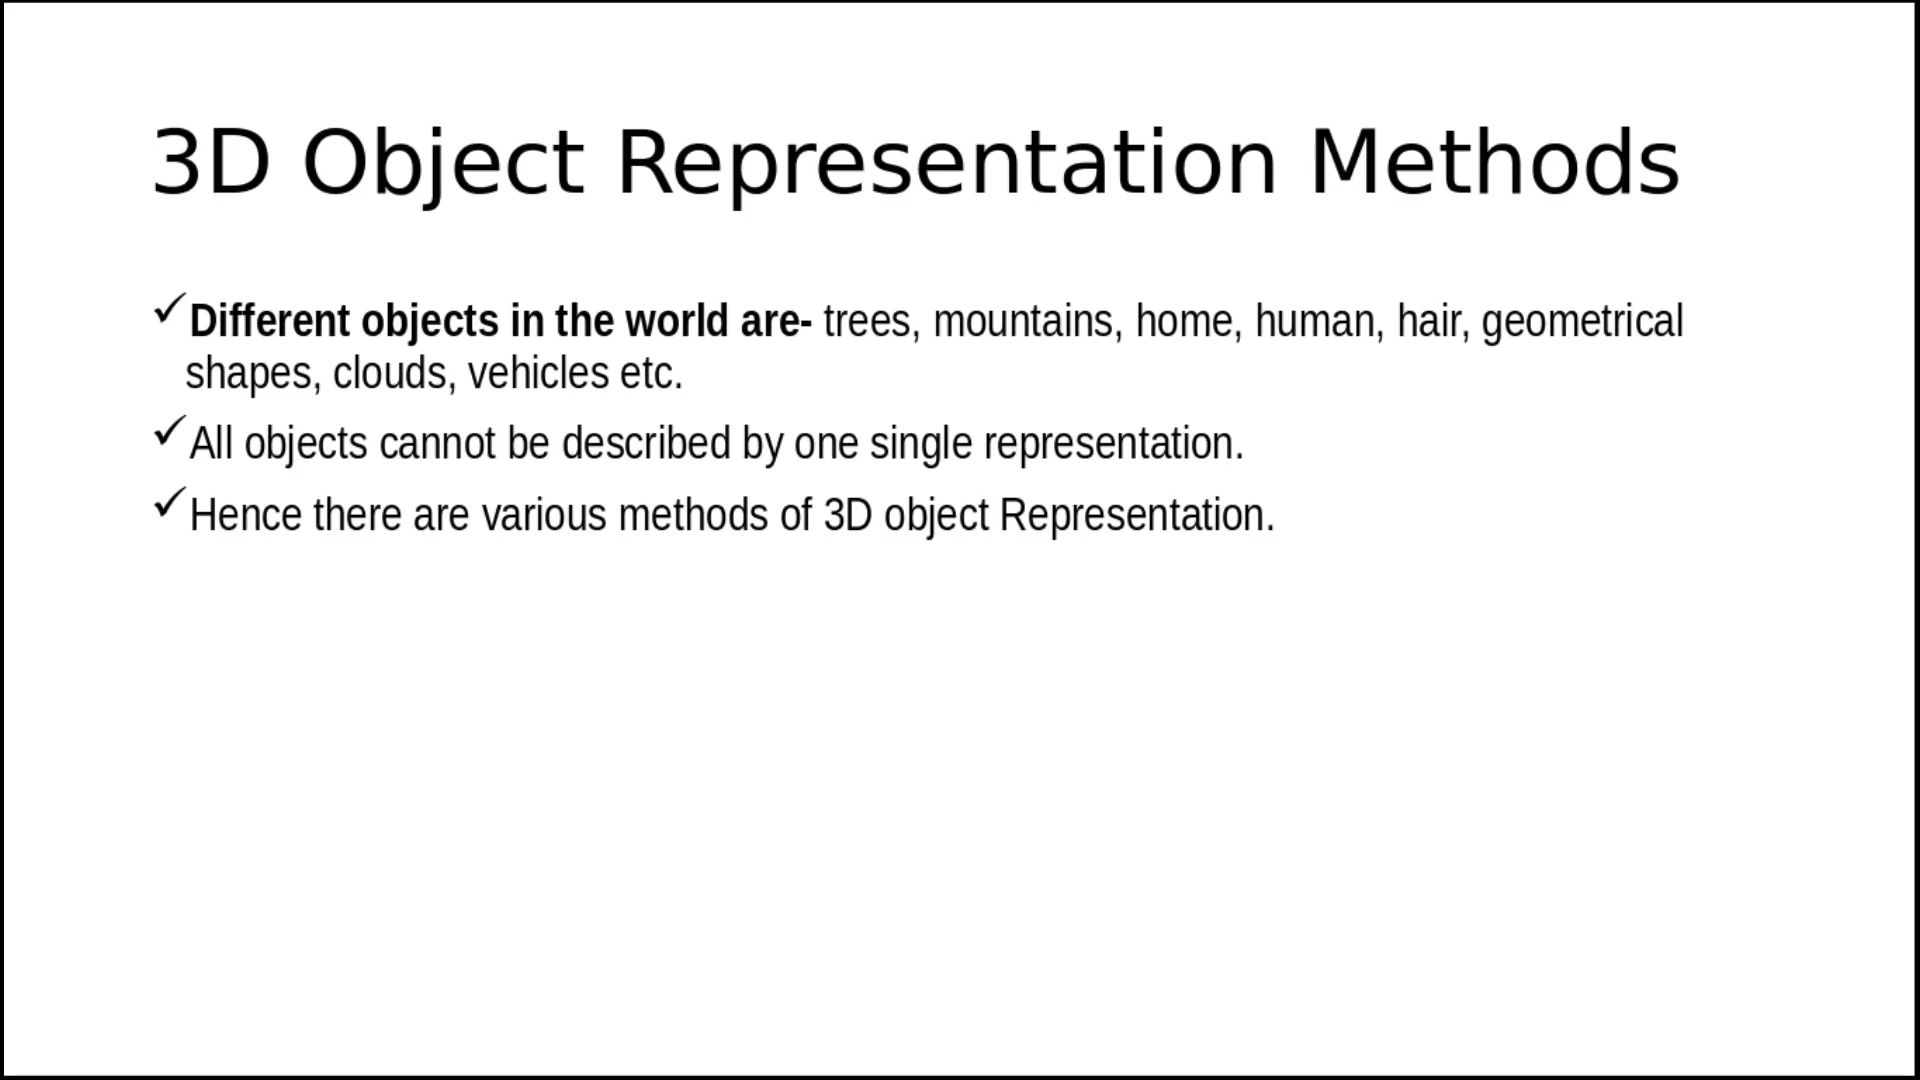 3D Object Representation Methods
✓Different objects in the world are- trees, mountains, home, human, hair, geometrical
shapes, clouds, vehicles etc.
✓All objects cannot be described by one single representation.
✓Hence there are various methods of 3D object Representation.